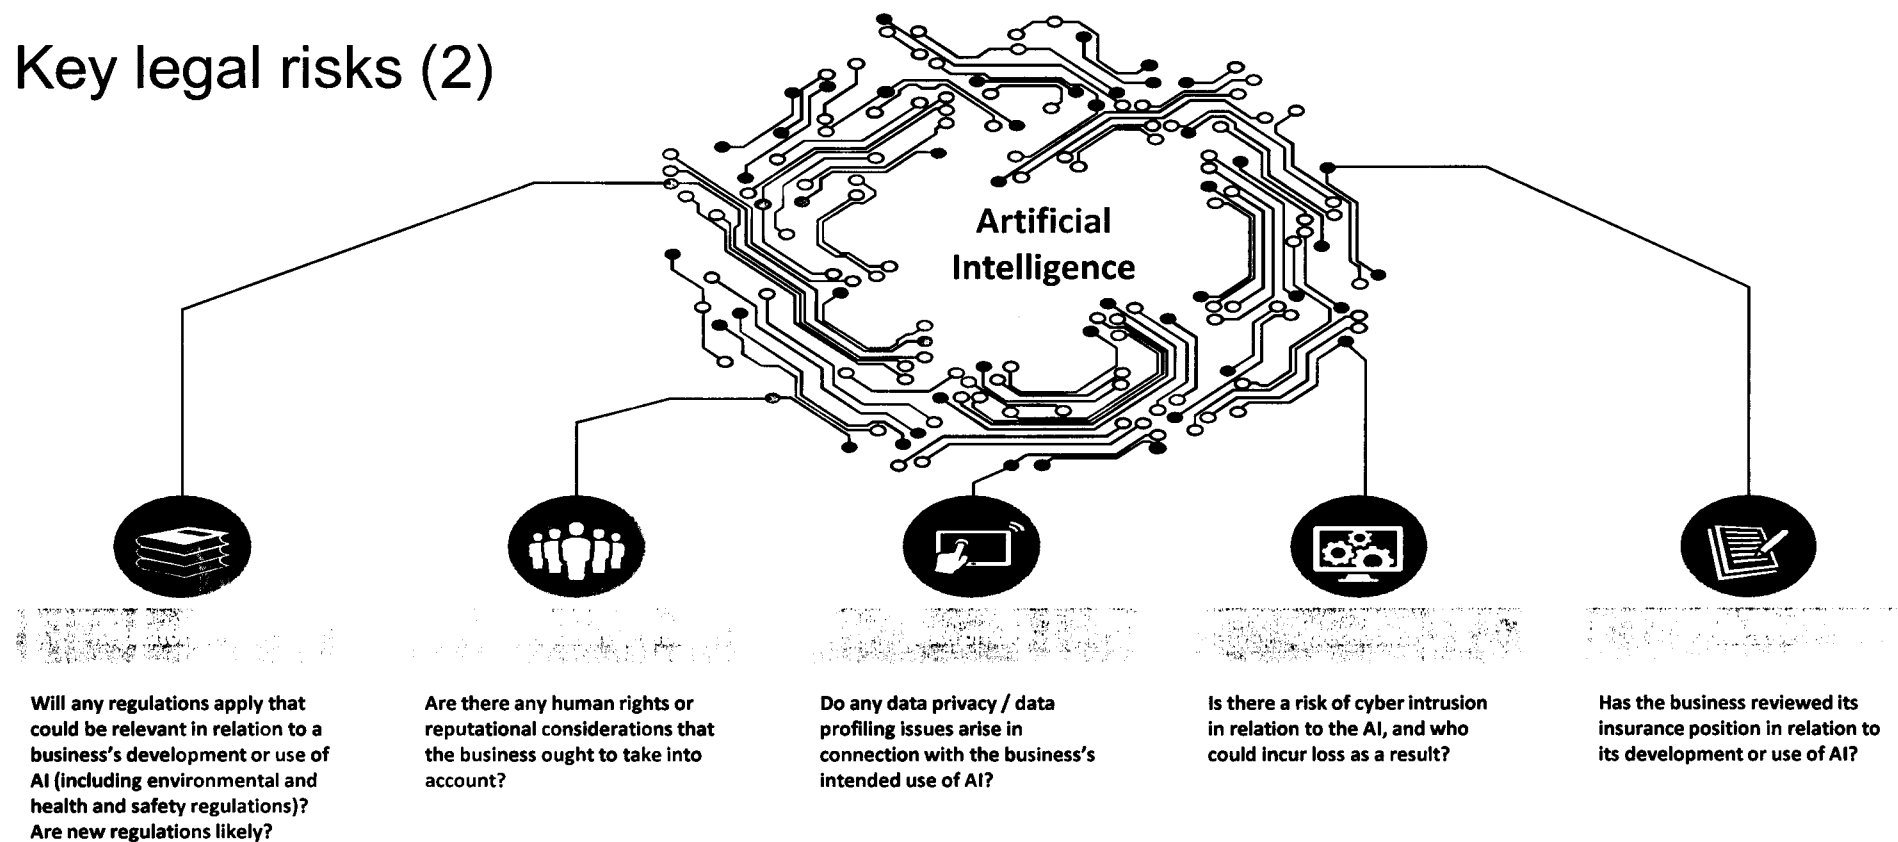 Key legal risks (2)
Artificial
Intelligence
Will any regulations apply that
could be relevant in relation to a
business's development or use of
AI (including environmental and
health and safety regulations)?
Are new regulations likely?
Are there any human rights or
reputational considerations that
the business ought to take into
account?
Do any data privacy / data
profiling issues arise in
connection with the business's
intended use of AI?
Is there a risk of cyber intrusion
in relation to the AI, and who
could incur loss as a result?
Has the business reviewed its
insurance position in relation to
its development or use of AI?